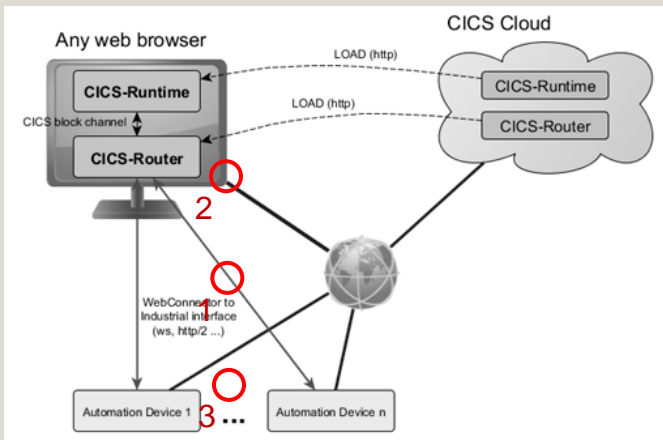 CICS Cloud
Any web browser
LOAD (http)
CICS-Runtime
CICS-Runtime
LOAD (http)
CICS block channel
CICS-Router
CICS-Router
2
WebConnector to
1
Industrial interface
(ws, http/2 ...)
Automation Device 1
3
...
Automation Device n